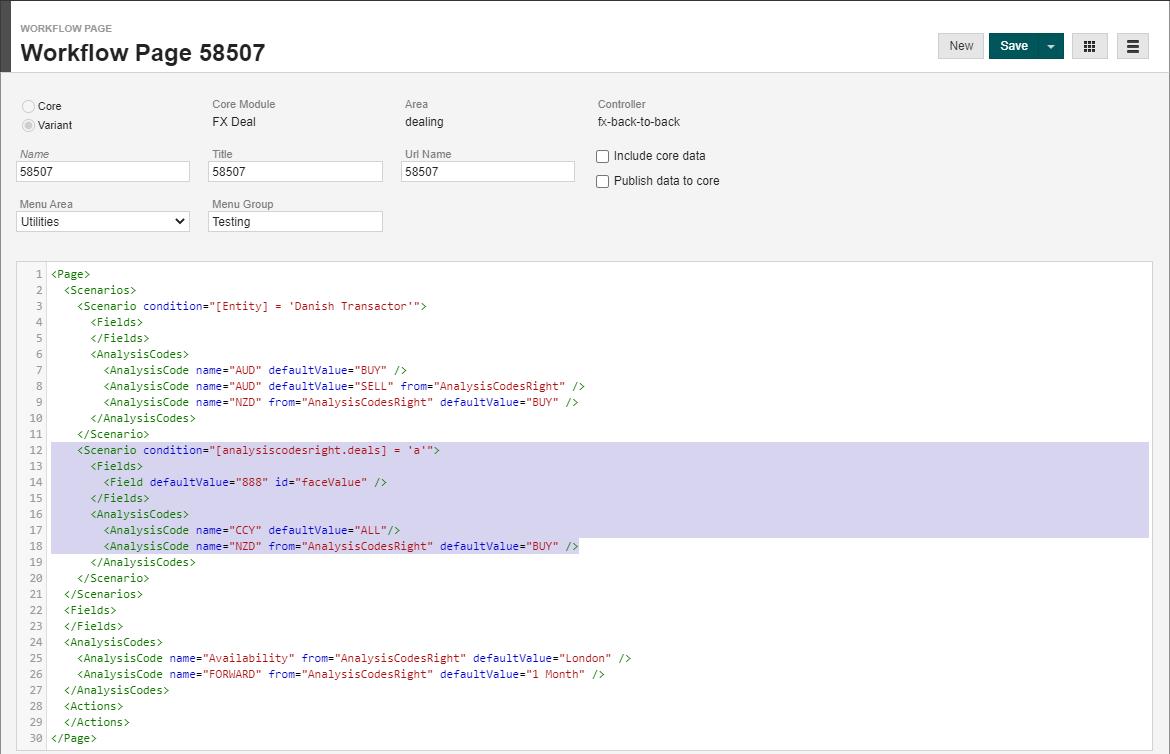 WORKFLOW PAGE
Workflow Page 58507
New
Save
Core
Variant
Core Module
FX Deal
Area
dealing
Controller
fx-back-to-back
Name
58507
Title
58507
Url Name
58507
Include core data
Publish data to core
Menu Area
Utilities
Menu Group
Testing
1 <Page>
2 <Scenarios>
3 <Scenario condition="[Entity] = 'Danish Transactor'">
4 <Fields>
5 </Fields>
6 <AnalysisCodes>
7 <AnalysisCode name="AUD" defaultValue="BUY" />
8 <AnalysisCode name="AUD" defaultValue="SELL" from="AnalysisCodesRight" />
9 <AnalysisCode name="NZD" from="AnalysisCodesRight" defaultValue="BUY" />
10 </AnalysisCodes>
11 </Scenario>
12 <Scenario condition="[analysiscodesright.deals] = 'a'">
13 <Fields>
14 <Field defaultValue="888" id="faceValue" />
15 </Fields>
16 <AnalysisCodes>
17 <AnalysisCode name="CCY" defaultValue="ALL"/>
18 <AnalysisCode name="NZD" from="AnalysisCodesRight" defaultValue="BUY" />
19 </AnalysisCodes>
20 </Scenario>
21 </Scenarios>
22 <Fields>
23 </Fields>
24 <AnalysisCodes>
25 <AnalysisCode name="Availability" from="AnalysisCodesRight" defaultValue="London" />
26 <AnalysisCode name="FORWARD" from="AnalysisCodesRight" defaultValue="1 Month" />
27 </AnalysisCodes>
28 <Actions>
29 </Actions>
30 </Page>